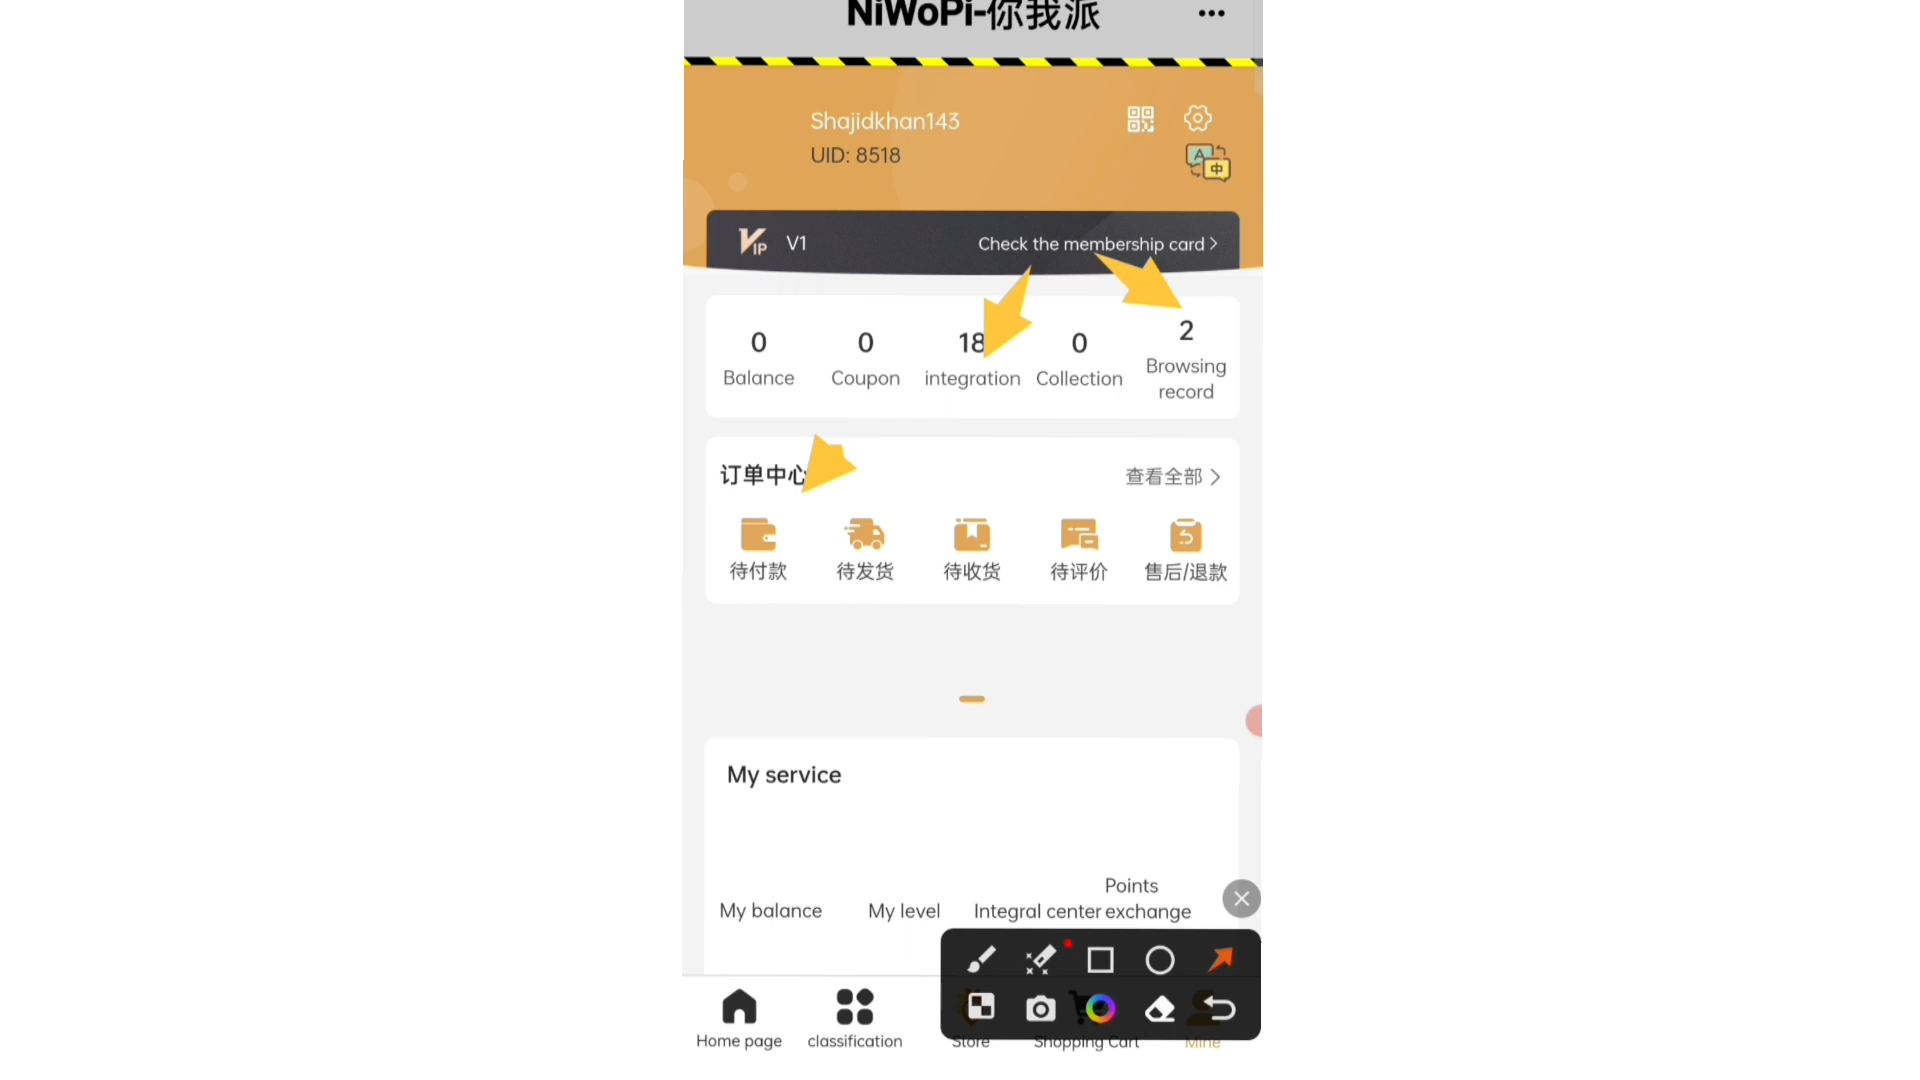 NiWoPi-你我派
Shajidkhan143
UID: 8518
VIP V1 Check the membership card
0 0 18 0 2
Balance Coupon integration Collection Browsing record
订单中心 查看全部
待付款 待发货 待收货 待评价 售后/退款
My service
My balance My level Integral center Points exchange
Home page classification Store Shopping Cart Mine